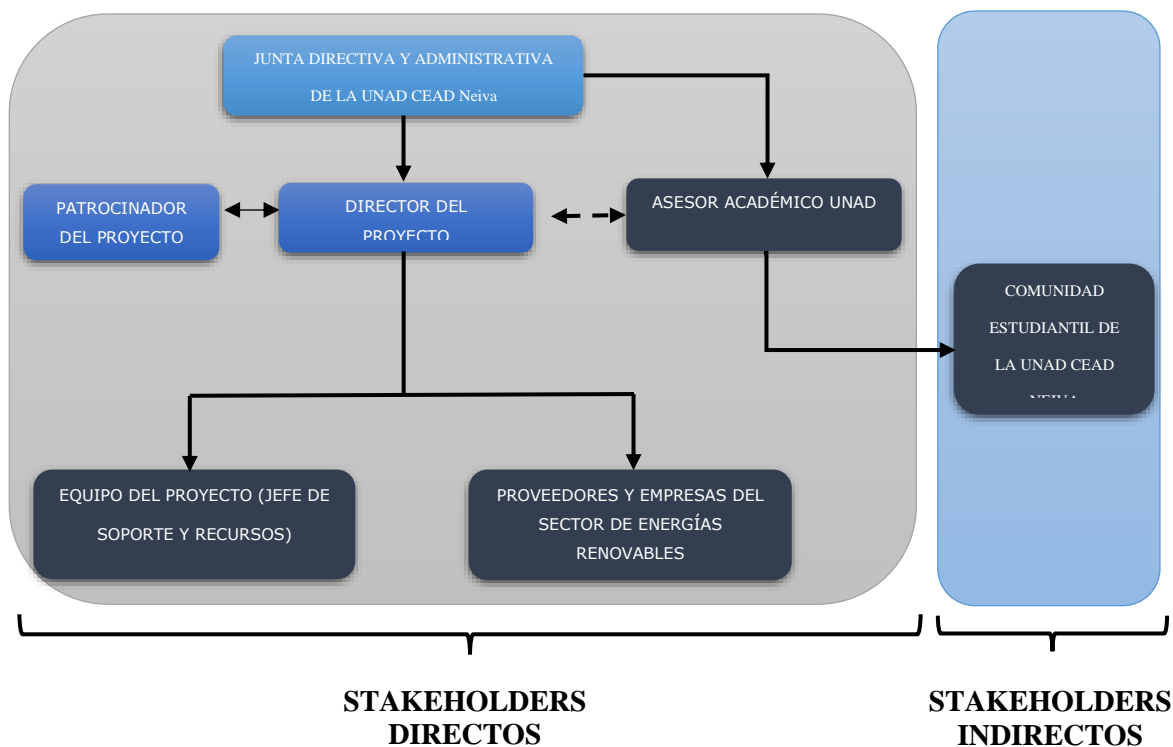 JUNTA DIRECTIVA Y ADMINISTRATIVA
DE LA UNAD CEAD Neiva
PATROCINADOR
DEL PROYECTO
DIRECTOR DEL
PROYECTO
ASESOR ACADÉMICO UNAD
COMUNIDAD
ESTUDIANTIL DE
LA UNAD CEAD
NEIVA
EQUIPO DEL PROYECTO (JEFE DE
SOPORTE Y RECURSOS)
PROVEEDORES Y EMPRESAS DEL
SECTOR DE ENERGÍAS
RENOVABLES
STAKEHOLDERS
DIRECTOS
STAKEHOLDERS
INDIRECTOS